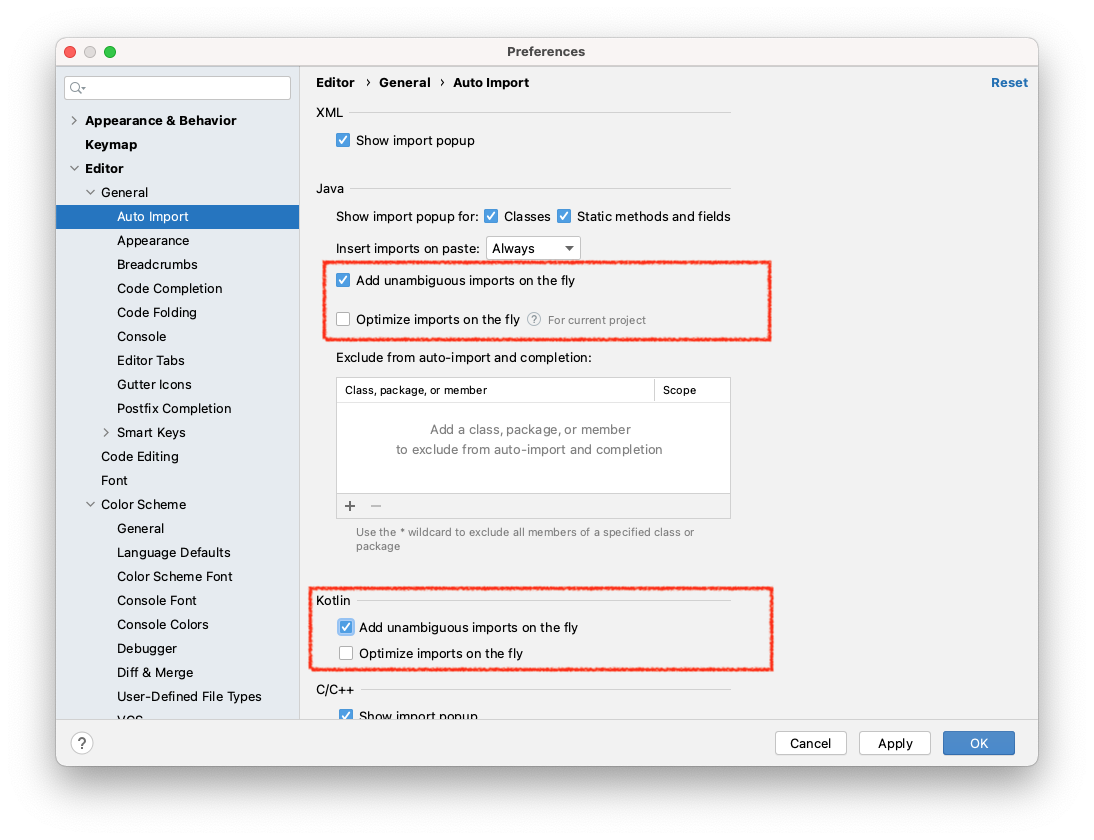 Preferences
Editor › General › Auto Import
Reset
Appearance & Behavior
Keymap
Editor
General
Auto Import
Appearance
Breadcrumbs
Code Completion
Code Folding
Console
Editor Tabs
Gutter Icons
Postfix Completion
Smart Keys
Code Editing
Font
Color Scheme
General
Language Defaults
Color Scheme Font
Console Font
Console Colors
Debugger
Diff & Merge
User-Defined File Types
VCS
XML
Show import popup
Java
Show import popup for: Classes Static methods and fields
Insert imports on paste: Always
Add unambiguous imports on the fly
Optimize imports on the fly ? For current project
Exclude from auto-import and completion:
Class, package, or member Scope
Add a class, package, or member
to exclude from auto-import and completion
Use the * wildcard to exclude all members of a specified class or
package
Kotlin
Add unambiguous imports on the fly
Optimize imports on the fly
C/C++
Show import popup
? Cancel Apply OK